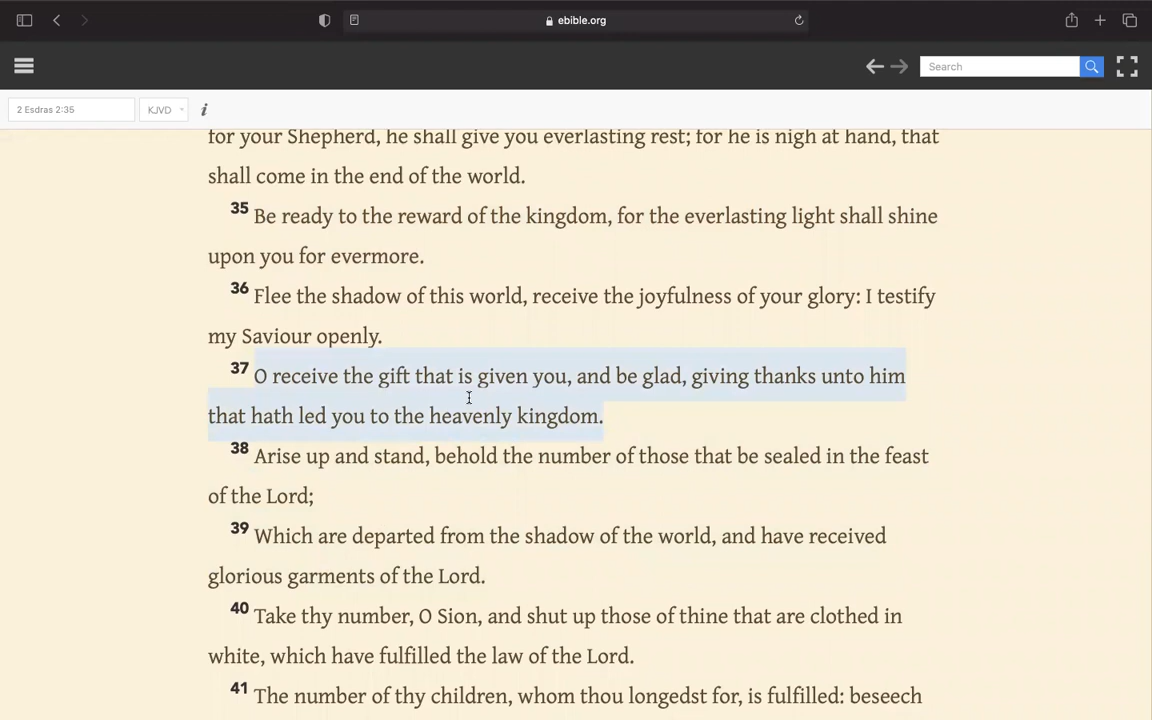 ebible.org
Search
2 Esdras 2:35 KJVD i
for your Shepherd, he shall give you everlasting rest; for he is nigh at hand, that
shall come in the end of the world.
35 Be ready to the reward of the kingdom, for the everlasting light shall shine
upon you for evermore.
36 Flee the shadow of this world, receive the joyfulness of your glory: I testify
my Saviour openly.
37 O receive the gift that is given you, and be glad, giving thanks unto him
that hath led you to the heavenly kingdom.
38 Arise up and stand, behold the number of those that be sealed in the feast
of the Lord;
39 Which are departed from the shadow of the world, and have received
glorious garments of the Lord.
40 Take thy number, O Sion, and shut up those of thine that are clothed in
white, which have fulfilled the law of the Lord.
41 The number of thy children, whom thou longedst for, is fulfilled: beseech